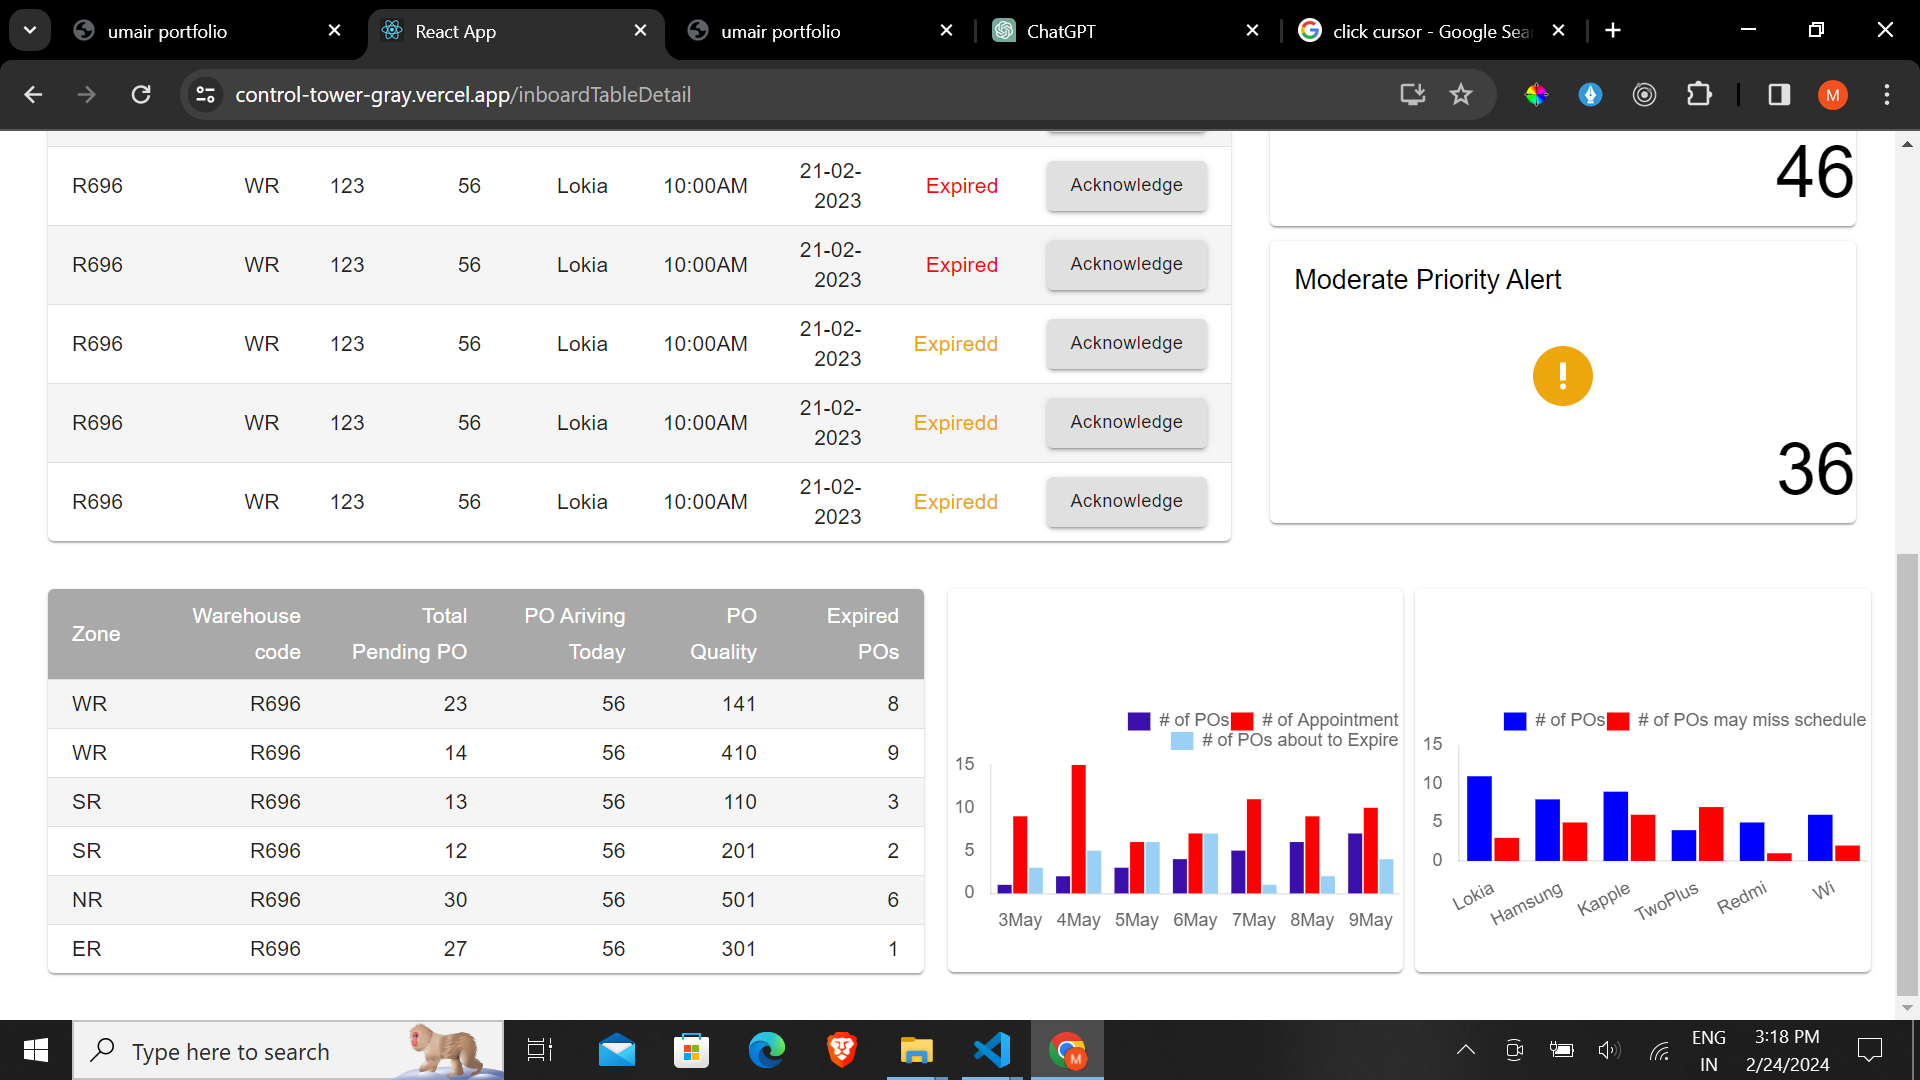 umair portfolio
React App
umair portfolio
ChatGPT
click cursor - Google Sear
control-tower-gray.vercel.app/inboardTableDetail
M
R696 WR 123 56 Lokia 10:00AM 21-02-
2023 Expired Acknowledge
R696 WR 123 56 Lokia 10:00AM 21-02-
2023 Expired Acknowledge
R696 WR 123 56 Lokia 10:00AM 21-02-
2023 Expiredd Acknowledge
R696 WR 123 56 Lokia 10:00AM 21-02-
2023 Expiredd Acknowledge
R696 WR 123 56 Lokia 10:00AM 21-02-
2023 Expiredd Acknowledge
46
Moderate Priority Alert
!
36
Zone Warehouse Total PO Ariving PO Expired
code Pending PO Today Quality POs
WR R696 23 56 141 8
WR R696 14 56 410 9
SR R696 13 56 110 3
SR R696 12 56 201 2
NR R696 30 56 501 6
ER R696 27 56 301 1
# of POs # of Appointment
# of POs about to Expire
15
10
5
0
3May 4May 5May 6May 7May 8May 9May
# of POs # of POs may miss schedule
15
10
5
0
Lokia Hamsung Kapple TwoPlus Redmi Wi
Type here to search
M
ENG
IN
3:18 PM
2/24/2024